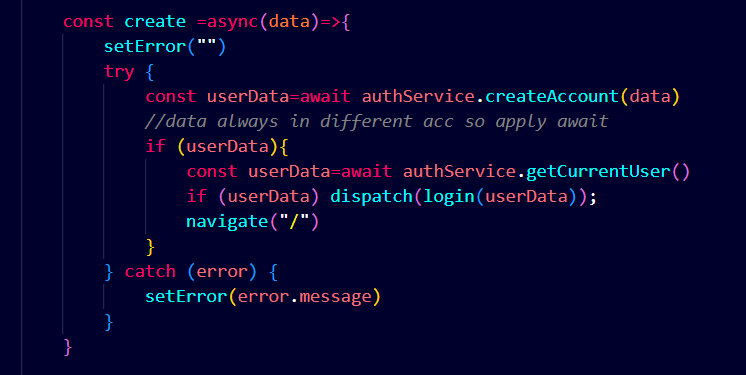 const create =async(data)=>{
setError("")
try {
const userData=await authService.createAccount(data)
//data always in different acc so apply await
if (userData){
const userData=await authService.getCurrentUser()
if (userData) dispatch(login(userData));
navigate("/")
}
} catch (error) {
setError(error.message)
}
}